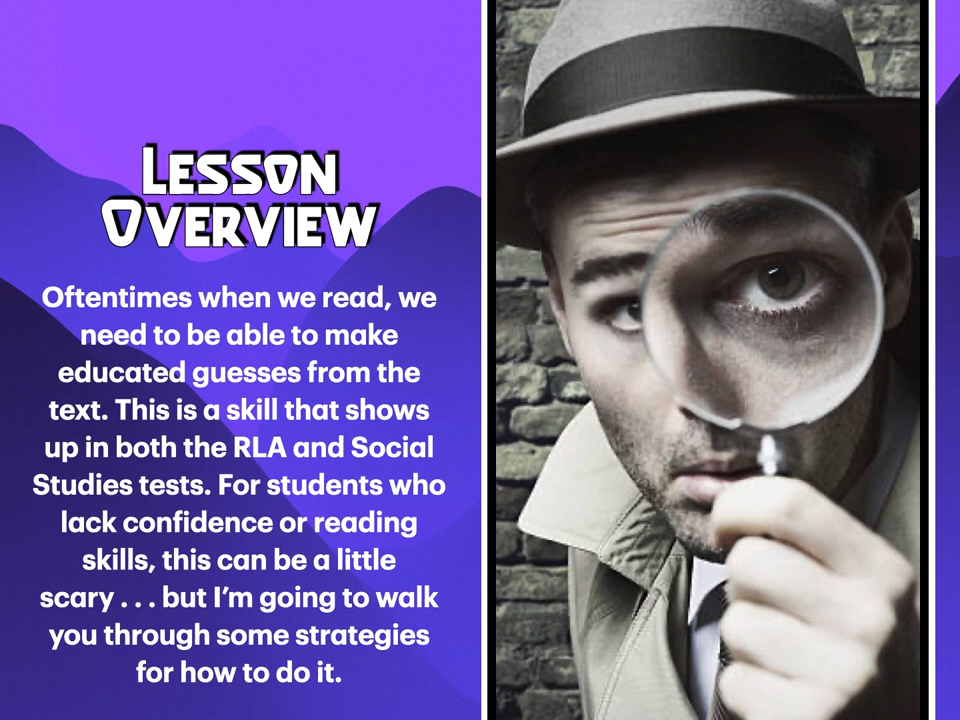 Lesson
Overview
Oftentimes when we read, we
need to be able to make
educated guesses from the
text. This is a skill that shows
up in both the RLA and Social
Studies tests. For students who
lack confidence or reading
skills, this can be a little
scary . . . but I’m going to walk
you through some strategies
for how to do it.